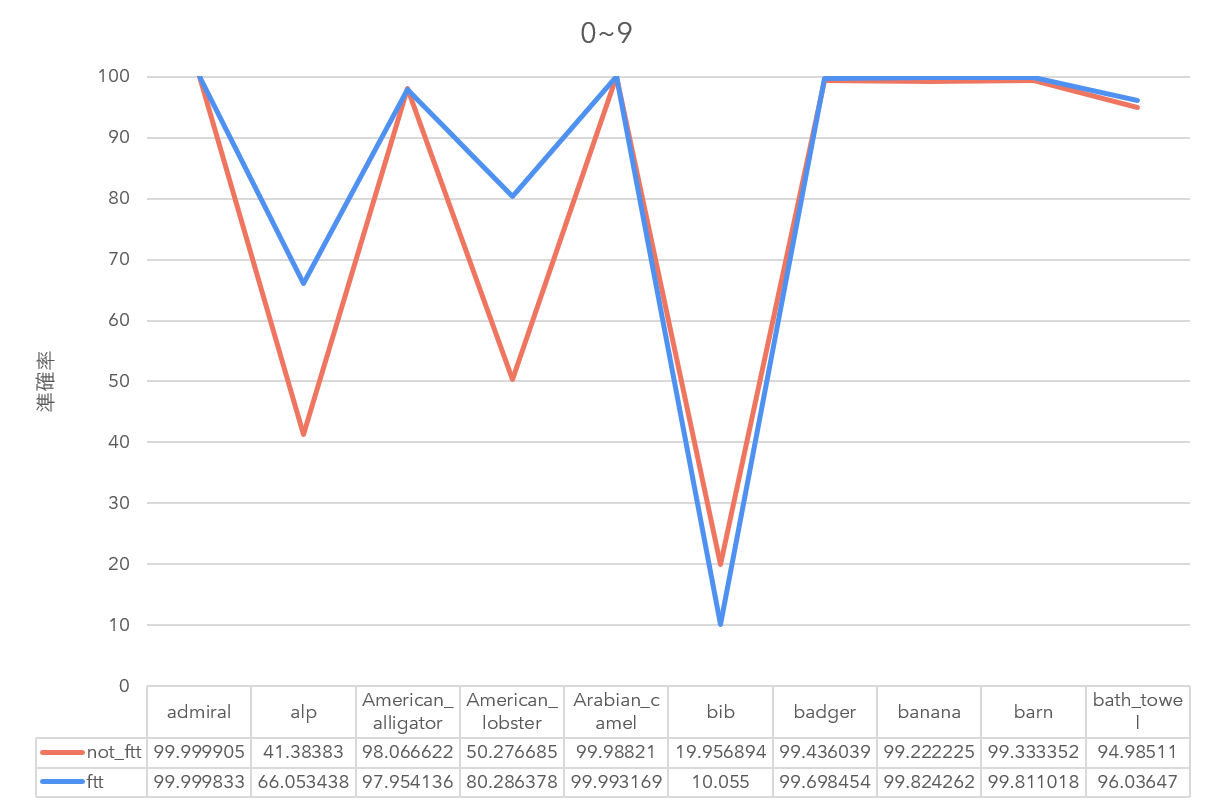 0~9
100
90
80
70
60
50
40
30
20
10
0
準確率
admiral alp American_ American_ Arabian_c bib badger banana barn bath_towe
alligator lobster amel l
not_ftt 99.999905 41.38383 98.066622 50.276685 99.98821 19.956894 99.436039 99.222225 99.333352 94.98511
ftt 99.999833 66.053438 97.954136 80.286378 99.993169 10.055 99.698454 99.824262 99.811018 96.03647